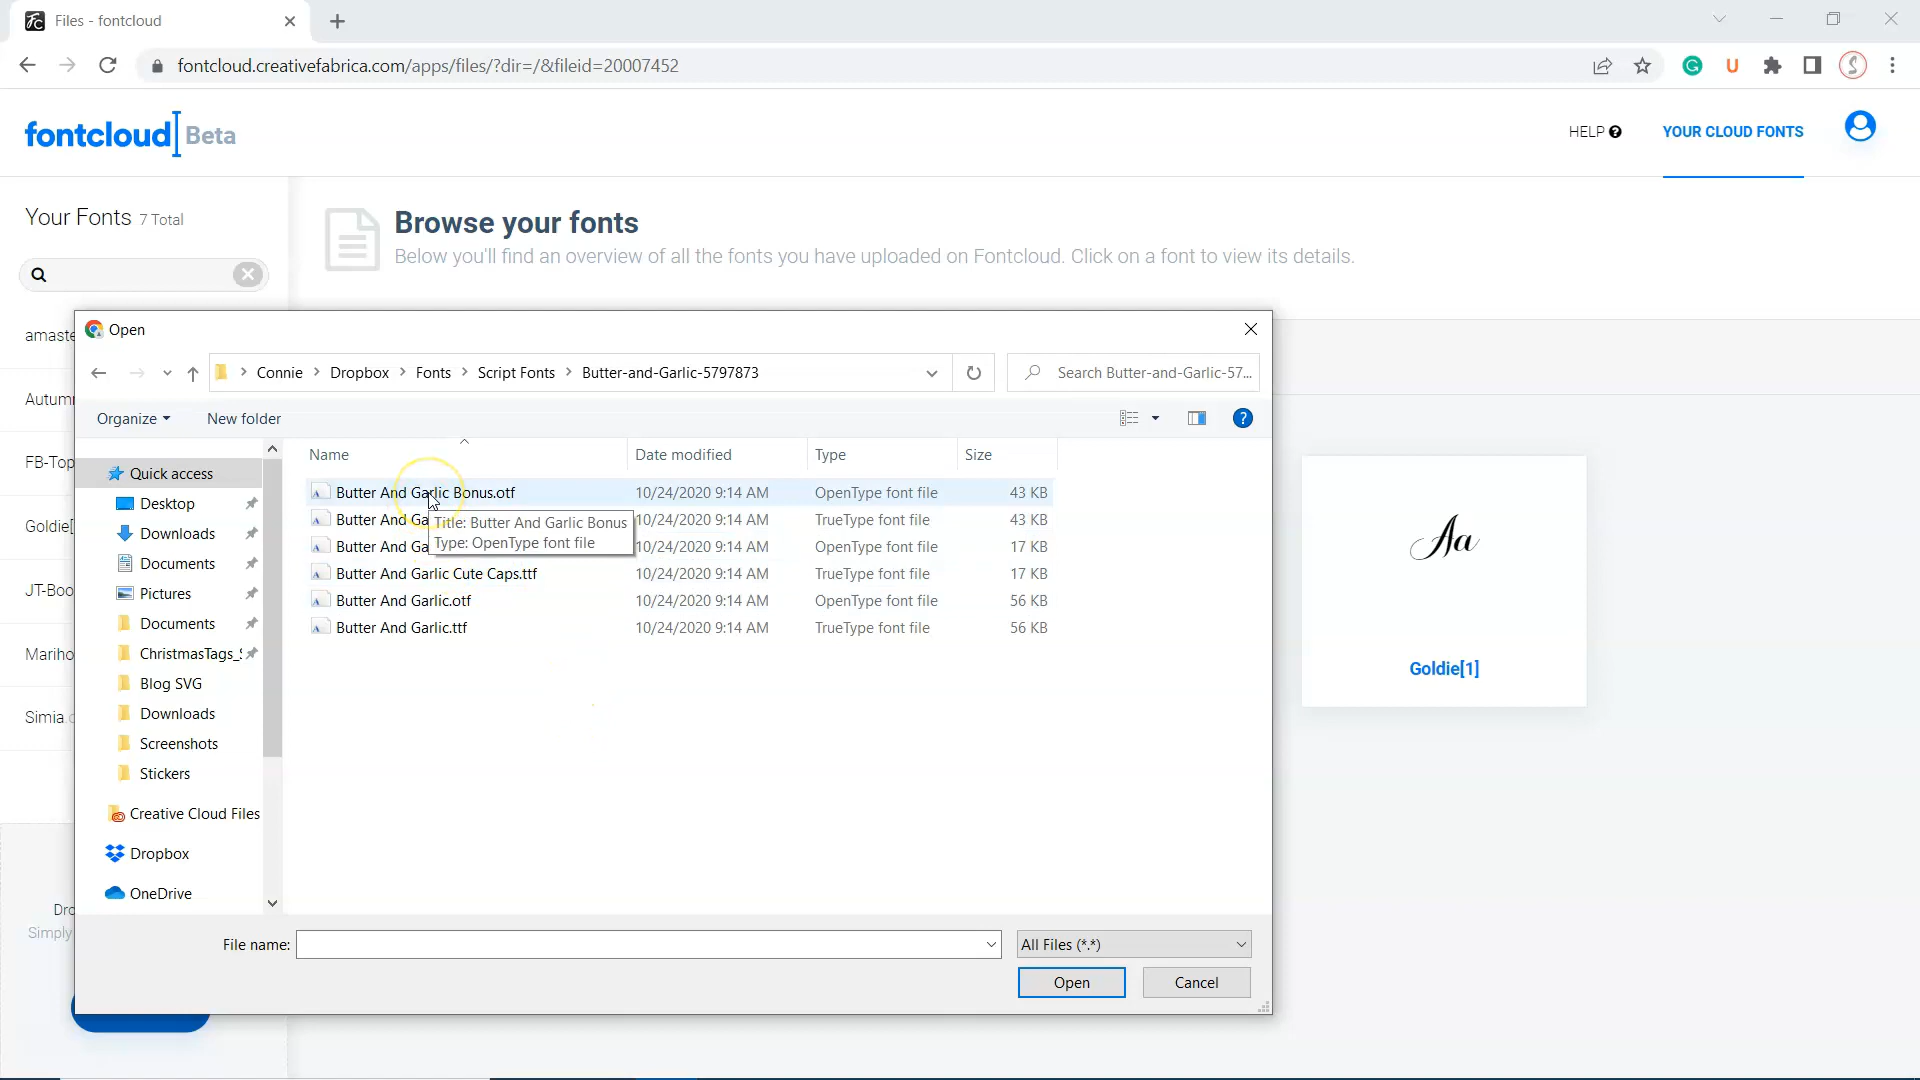 Files - fontcloud
fontcloud.creativefabrica.com/apps/files/?dir=/&fileid=20007452
fontcloud Beta
HELP
YOUR CLOUD FONTS
Your Fonts 7 Total
Browse your fonts
Below you'll find an overview of all the fonts you have uploaded on Fontcloud. Click on a font to view its details.
amaste
Autum
FB-Top
Goldie[
JT-Boo
Mariho
Simia.
Dro
Simply
Open
Connie > Dropbox > Fonts > Script Fonts > Butter-and-Garlic-5797873
Search Butter-and-Garlic-57...
Organize
New folder
Quick access
Desktop
Downloads
Documents
Pictures
Documents
ChristmasTags_
Blog SVG
Downloads
Screenshots
Stickers
Creative Cloud Files
Dropbox
OneDrive
Name Date modified Type Size
Butter And Garlic Bonus.otf 10/24/2020 9:14 AM OpenType font file 43 KB
Butter And Ga 10/24/2020 9:14 AM TrueType font file 43 KB
Butter And Ga 10/24/2020 9:14 AM OpenType font file 17 KB
Butter And Garlic Cute Caps.ttf 10/24/2020 9:14 AM TrueType font file 17 KB
Butter And Garlic.otf 10/24/2020 9:14 AM OpenType font file 56 KB
Butter And Garlic.ttf 10/24/2020 9:14 AM TrueType font file 56 KB
Title: Butter And Garlic Bonus
Type: OpenType font file
File name:
All Files (*.*)
Open
Cancel
Aa
Goldie[1]